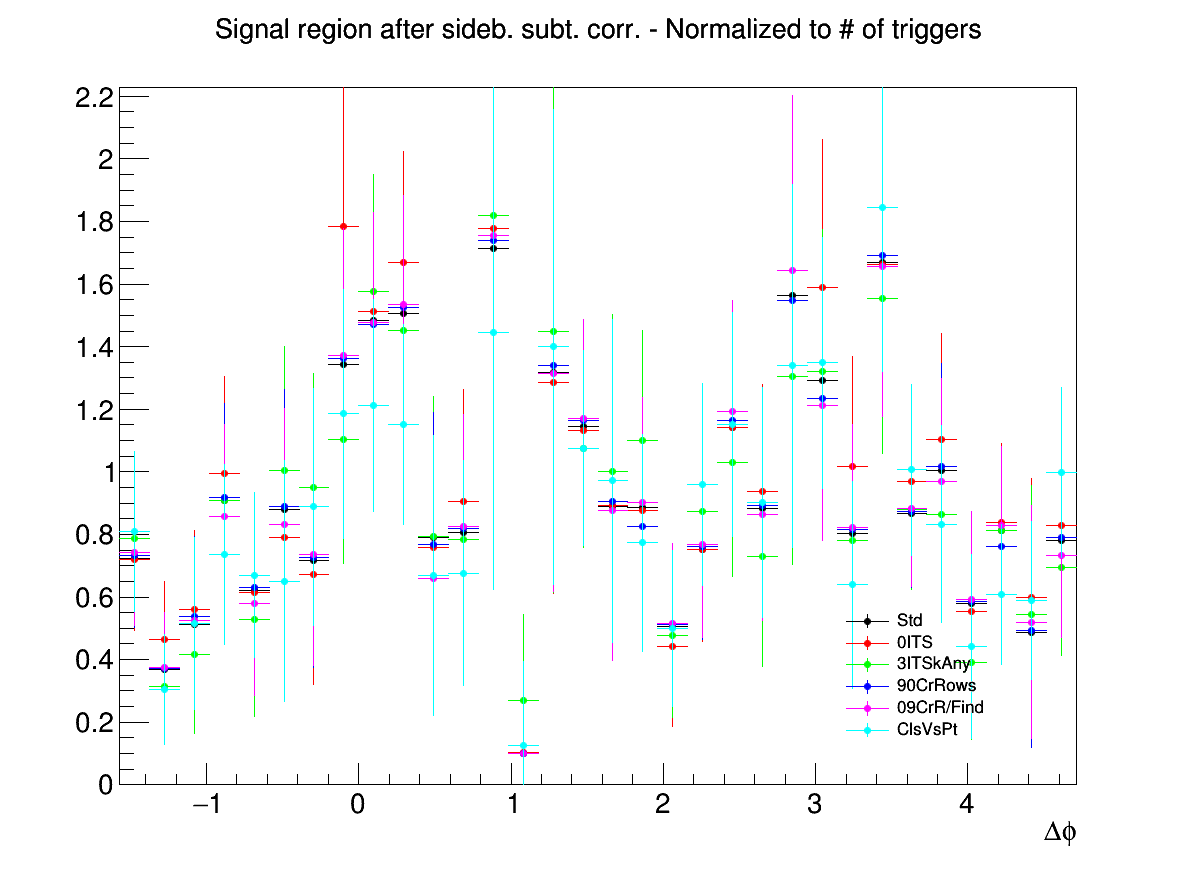 Signal region after sideb. subt. corr. - Normalized to # of triggers
2.2
2
1.8
1.6
1.4
1.2
1
0.8
0.6
0.4
0.2
0
Std
0ITS
3ITSkAny
90CrRows
09CrR/Find
ClsVsPt
−1 0 1 2 3 4
Δϕ